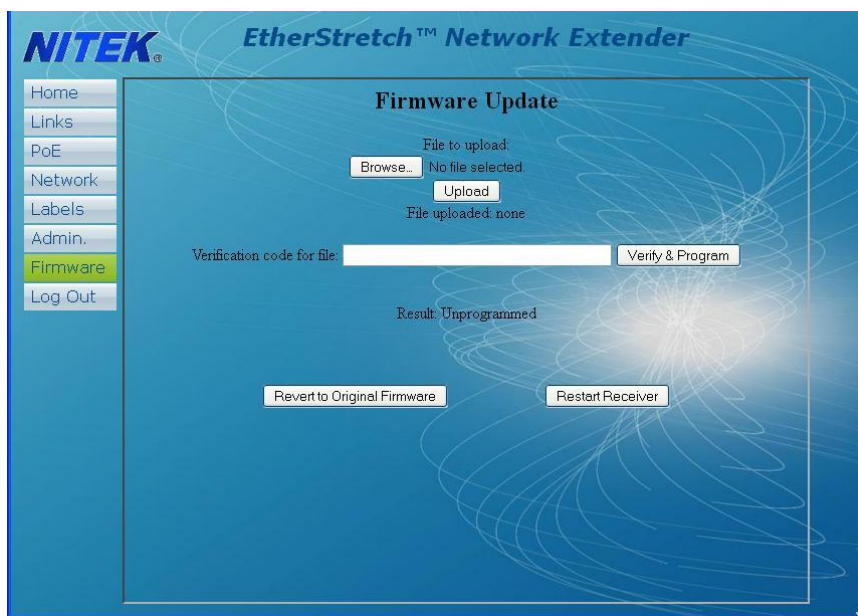 NITEK®
EtherStretch™ Network Extender
Home
Links
PoE
Network
Labels
Admin.
Firmware
Log Out
Firmware Update
File to upload:
Browse... No file selected.
Upload
File uploaded: none
Verification code for file: Verify & Program
Result: Unprogrammed
Revert to Original Firmware Restart Receiver